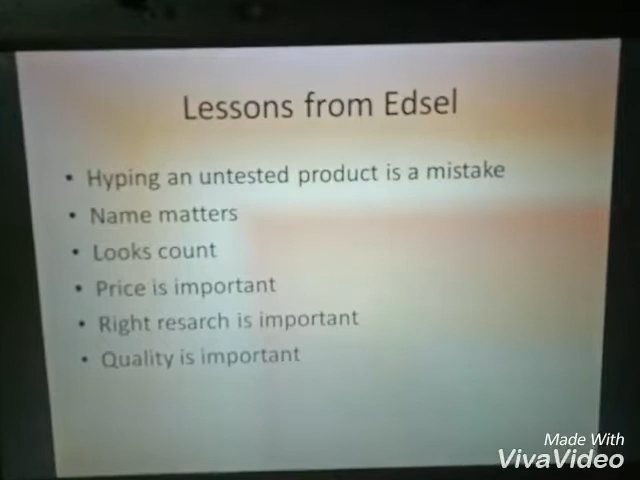 Lessons from Edsel
• Hyping an untested product is a mistake
• Name matters
• Looks count
• Price is important
• Right resarch is important
• Quality is important
Made With
VivaVideo